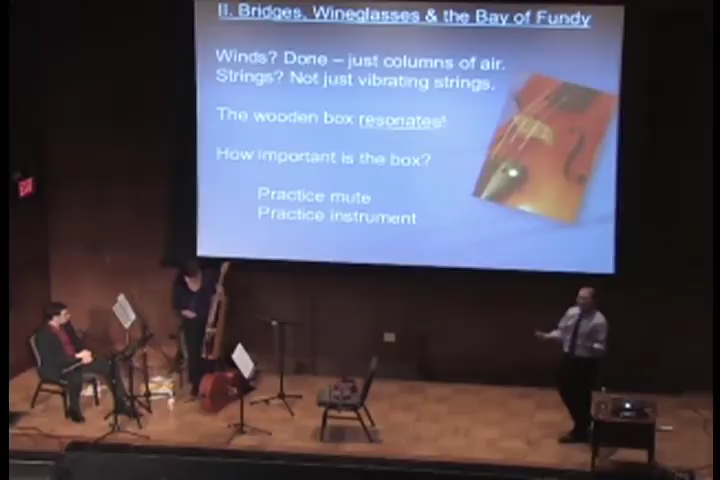 II. Bridges, Wineglasses & the Bay of Fundy
Winds? Done – just columns of air.
Strings? Not just vibrating strings.
The wooden box resonates!
How important is the box?
Practice mute
Practice instrument